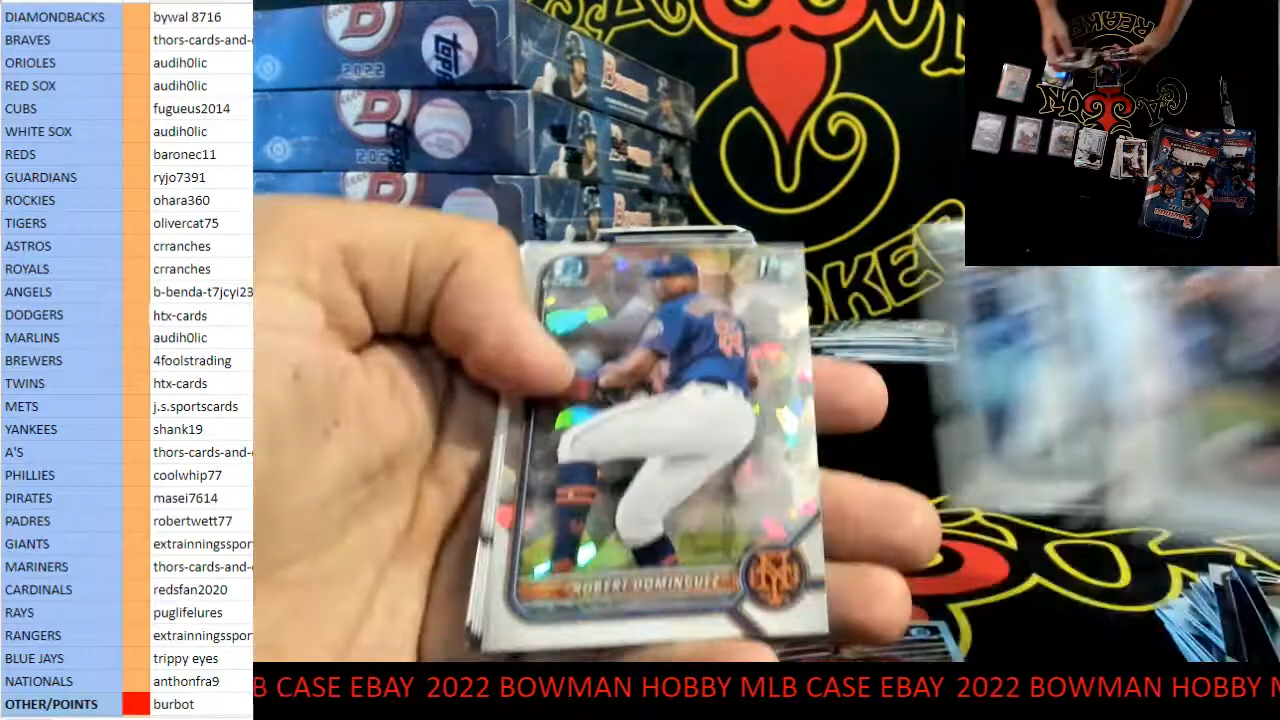 DIAMONDBACKS bywal 8716
BRAVES thors-cards-and-
ORIOLES audih0lic
RED SOX audih0lic
CUBS fugueus2014
WHITE SOX audih0lic
REDS baronec11
GUARDIANS ryjo7391
ROCKIES ohara360
TIGERS olivercat75
ASTROS crranches
ROYALS crranches
ANGELS b-benda-t7jcyi23
DODGERS htx-cards
MARLINS audih0lic
BREWERS 4foolstrading
TWINS htx-cards
METS j.s.sportscards
YANKEES shank19
A'S thors-cards-and-
PHILLIES coolwhip77
PIRATES masei7614
PADRES robertwett77
GIANTS extrainningsspor
MARINERS thors-cards-and-
CARDINALS redsfan2020
RAYS puglifelures
RANGERS extrainningsspor
BLUE JAYS trippy eyes
NATIONALS anthonfra9
OTHER/POINTS burbot
2022
topps
Bowman
Bowman
ROBERT DOMINGUEZ
B CASE EBAY 2022 BOWMAN HOBBY MLB CASE EBAY 2022 BOWMAN HOBBY M